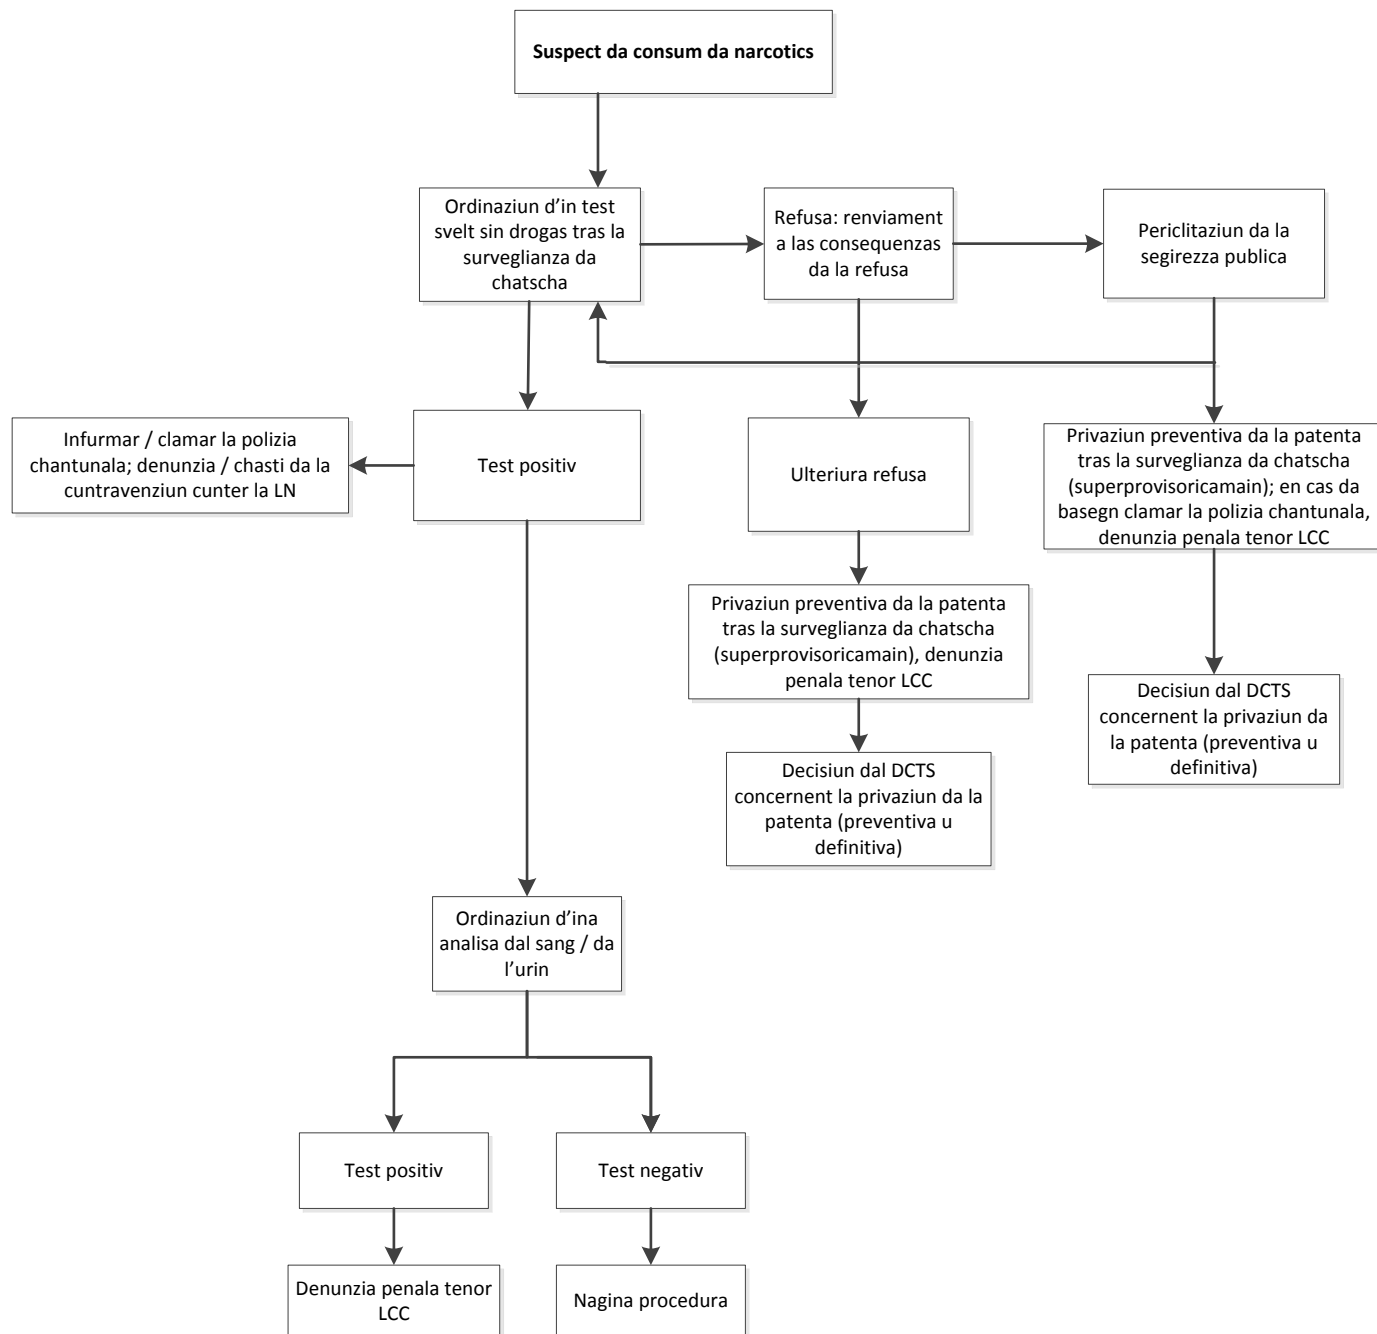 Suspect da consum da narcotics
Ordinaziun d’in test
svelt sin drogas tras la
surveglianza da
chatscha
Refusa: renviament
a las consequenzas
da la refusa
Periclitaziun da la
segirezza publica
Infurmar / clamar la polizia
chantunala; denunzia / chasti da la
cuntravenziun cunter la LN
Test positiv
Ulteriura refusa
Privaziun preventiva da la patenta
tras la surveglianza da chatscha
(superprovisoricamain); en cas da
basegn clamar la polizia chantunala,
denunzia penala tenor LCC
Privaziun preventiva da la patenta
tras la surveglianza da chatscha
(superprovisoricamain), denunzia
penala tenor LCC
Decisiun dal DCTS
concernent la privaziun da
la patenta (preventiva u
definitiva)
Decisiun dal DCTS
concernent la privaziun da la
patenta (preventiva u
definitiva)
Ordinaziun d’ina
analisa dal sang / da
l’urin
Test positiv
Test negativ
Denunzia penala tenor
LCC
Nagina procedura